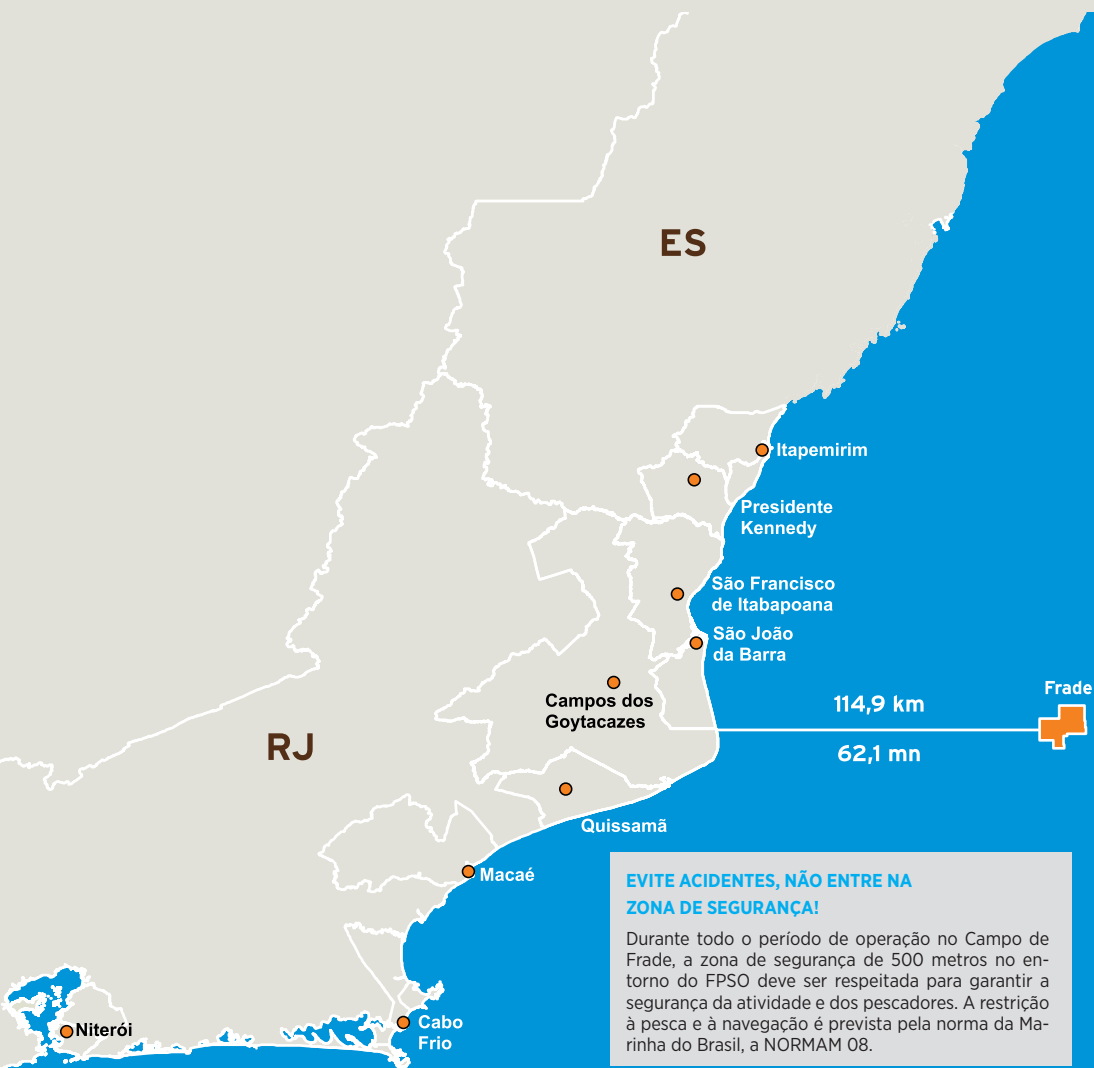 ES
Itapemirim
Presidente
Kennedy
São Francisco
de Itabapoana
São João
da Barra
Campos dos
Goytacazes
114,9 km
Frade
62,1 mn
RJ
Quissamã
Macaé
EVITE ACIDENTES, NÃO ENTRE NA
ZONA DE SEGURANÇA!
Durante todo o período de operação no Campo de
Frade, a zona de segurança de 500 metros no en-
torno do FPSO deve ser respeitada para garantir a
segurança da atividade e dos pescadores. A restrição
à pesca e à navegação é prevista pela norma da Ma-
rinha do Brasil, a NORMAM 08.
Niterói
Cabo
Frio